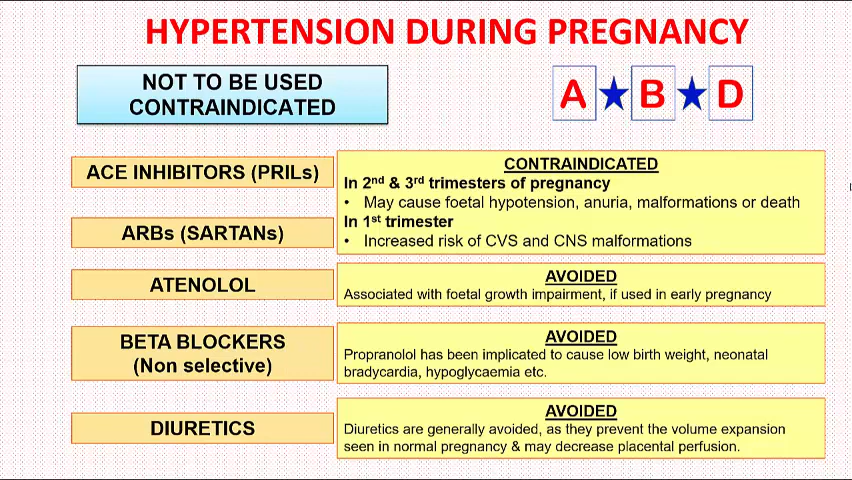 HYPERTENSION DURING PREGNANCY
NOT TO BE USED
CONTRAINDICATED
A ★ B ★ D
ACE INHIBITORS (PRILs)
ARBs (SARTANs)
CONTRAINDICATED
In 2nd & 3rd trimesters of pregnancy
• May cause foetal hypotension, anuria, malformations or death
In 1st trimester
• Increased risk of CVS and CNS malformations
ATENOLOL
AVOIDED
Associated with foetal growth impairment, if used in early pregnancy
BETA BLOCKERS
(Non selective)
AVOIDED
Propranolol has been implicated to cause low birth weight, neonatal
bradycardia, hypoglycaemia etc.
DIURETICS
AVOIDED
Diuretics are generally avoided, as they prevent the volume expansion
seen in normal pregnancy & may decrease placental perfusion.